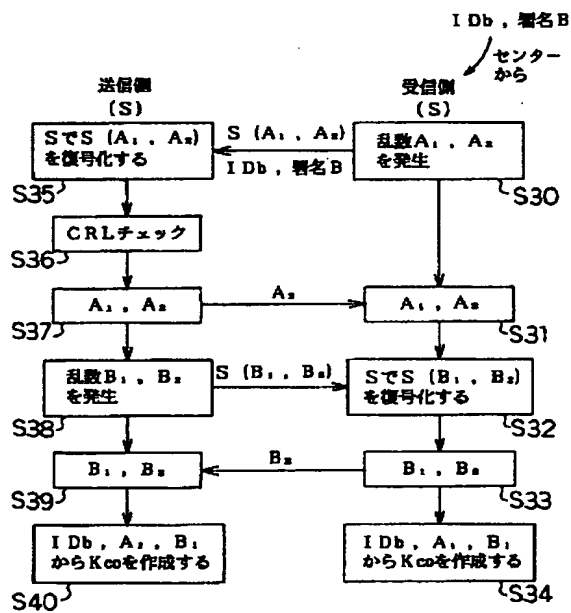 IDb,署名B
センター
から
送信側
(S)
受信側
(S)
SでS(A₁,A₂)
を復号化する
S35
S(A₁,A₂)
IDb,署名B
乱数A₁,A₂
を発生
S30
CRLチェック
S36
A₁,A₂
S37
A₂
A₁,A₂
S31
乱数B₁,B₂
を発生
S38
S(B₁,B₂)
SでS(B₁,B₂)
を復号化する
S32
B₁,B₂
S39
B₂
B₁,B₂
S33
IDb,A₁,B₁
からKcoを作成する
S40
IDb,A₁,B₁
からKcoを作成する
S34